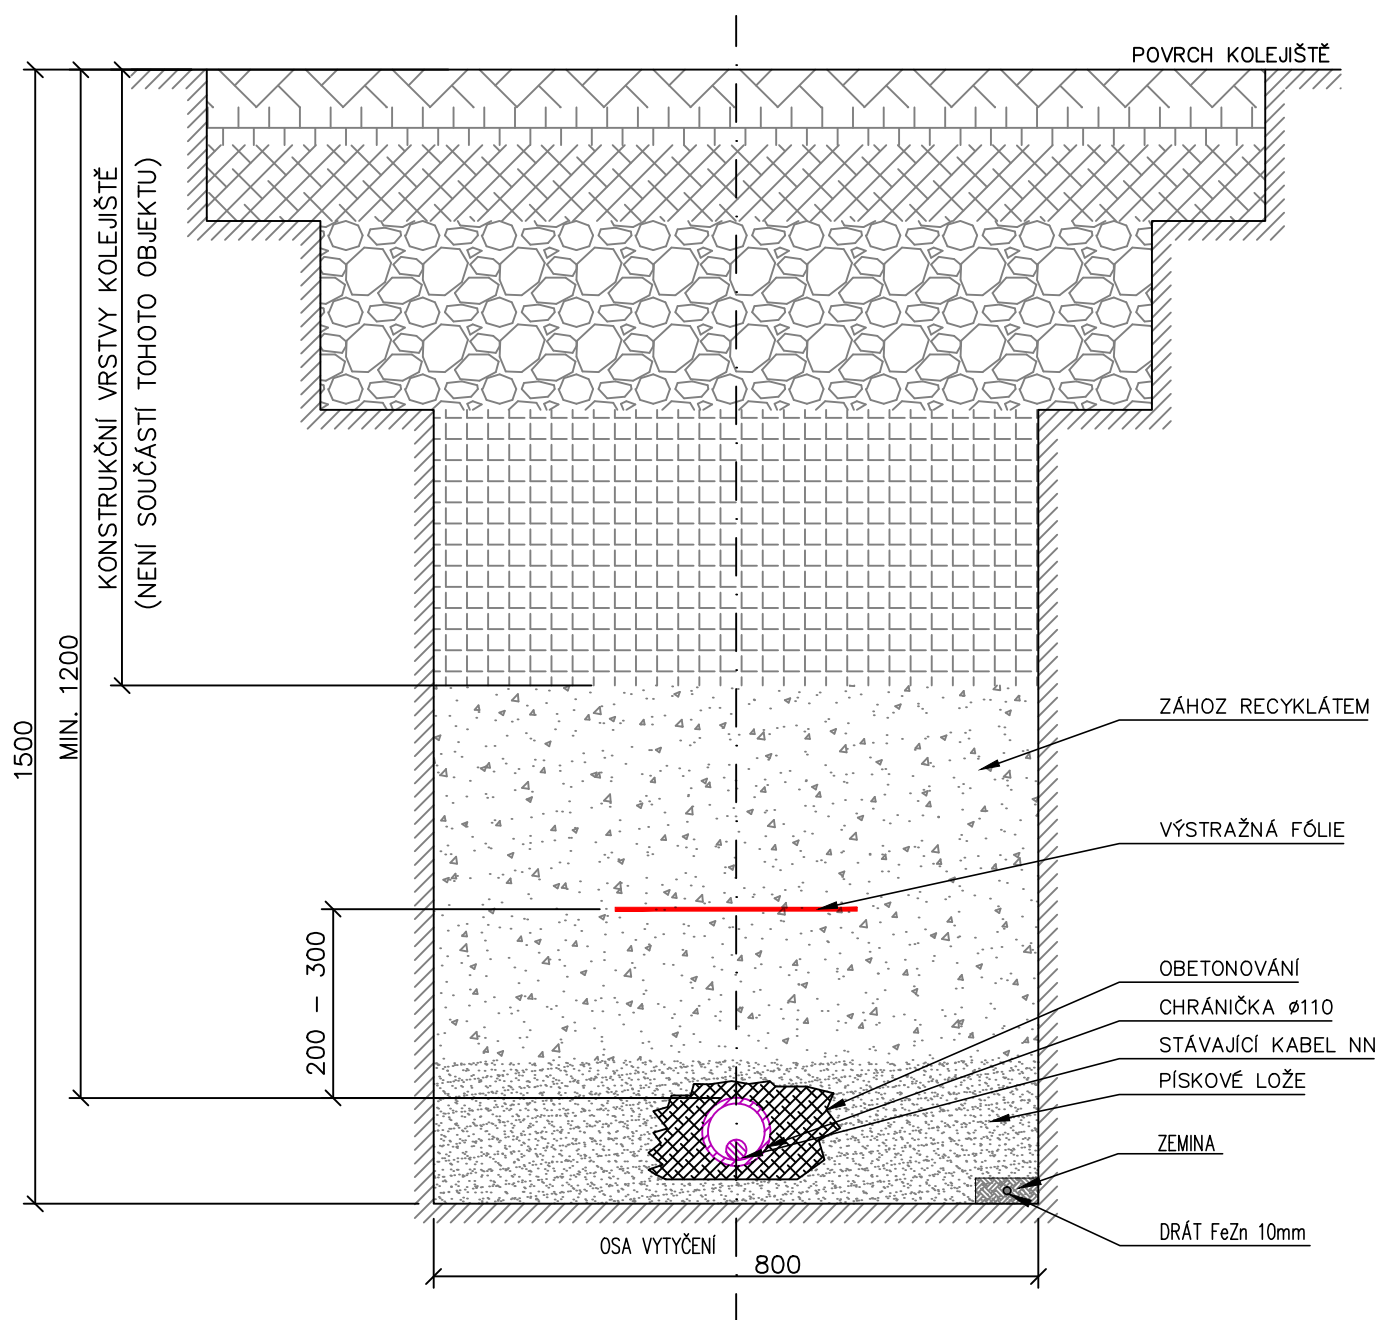 POVRCH KOLEJIŠTĚ
KONSTRUKČNÍ VRSTVY KOLEJIŠTĚ
(NENÍ SOUČÁSTÍ TOHOTO OBJEKTU)
MIN. 1200
1500
200 – 300
ZÁHOZ RECYKLÁTEM
VÝSTRAŽNÁ FÓLIE
OBETONOVÁNÍ
CHRÁNIČKA ø110
STÁVAJÍCÍ KABEL NN
PÍSKOVÉ LOŽE
ZEMINA
DRÁT FeZn 10mm
OSA VYTYČENÍ
800